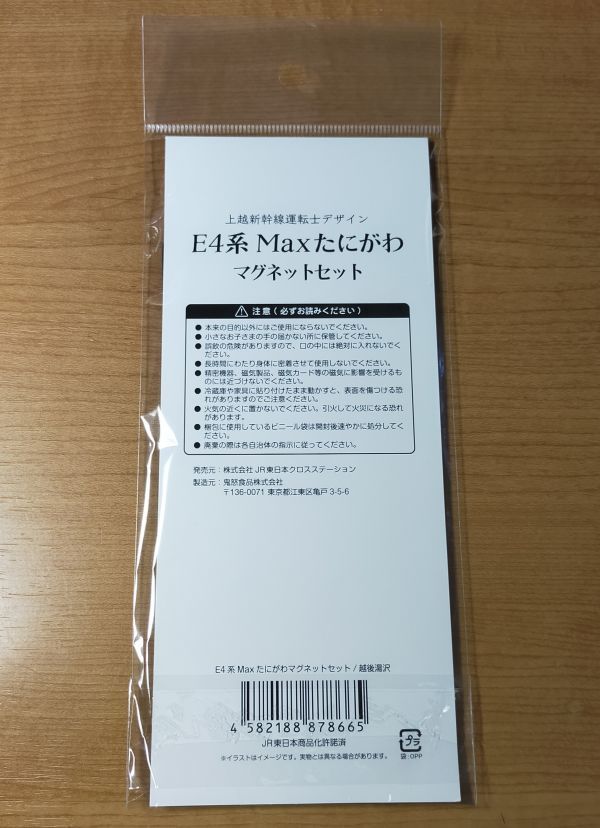 上越新幹線運転士デザイン
E4系 Maxたにがわ
マグネットセット
注意(必ずお読みください)
● 本来の目的以外にはご使用にならないでください。
● 小さなお子さまの手の届かない所に保管してください。
● 誤飲の危険がありますので、口の中には絶対に入れないでく
ださい。
● 長時間にわたり身体に密着させて使用しないでください。
● 精密機器、磁気製品、磁気カード等の磁気に影響を受けるも
のには近づけないでください。
● 冷蔵庫や家具に貼り付けたまま動かすと、表面を傷つける恐
れがありますのでご注意ください。
● 火気の近くに置かないでください。引火して火災になる恐れ
があります。
● 梱包に使用しているビニール袋は開封後速やかに処分してく
ださい。
● 廃棄の際は各自治体の指示に従ってください。
発売元:株式会社 JR東日本クロスステーション
製造元:鬼怒食品株式会社
〒136-0071 東京都江東区亀戸 3-5-6
E4 系 Max たにがわマグネットセット / 越後湯沢
4 582188 878665
JR東日本商品化許諾済
プラ
袋:OPP
※イラストはイメージです。実物とは異なる場合があります。